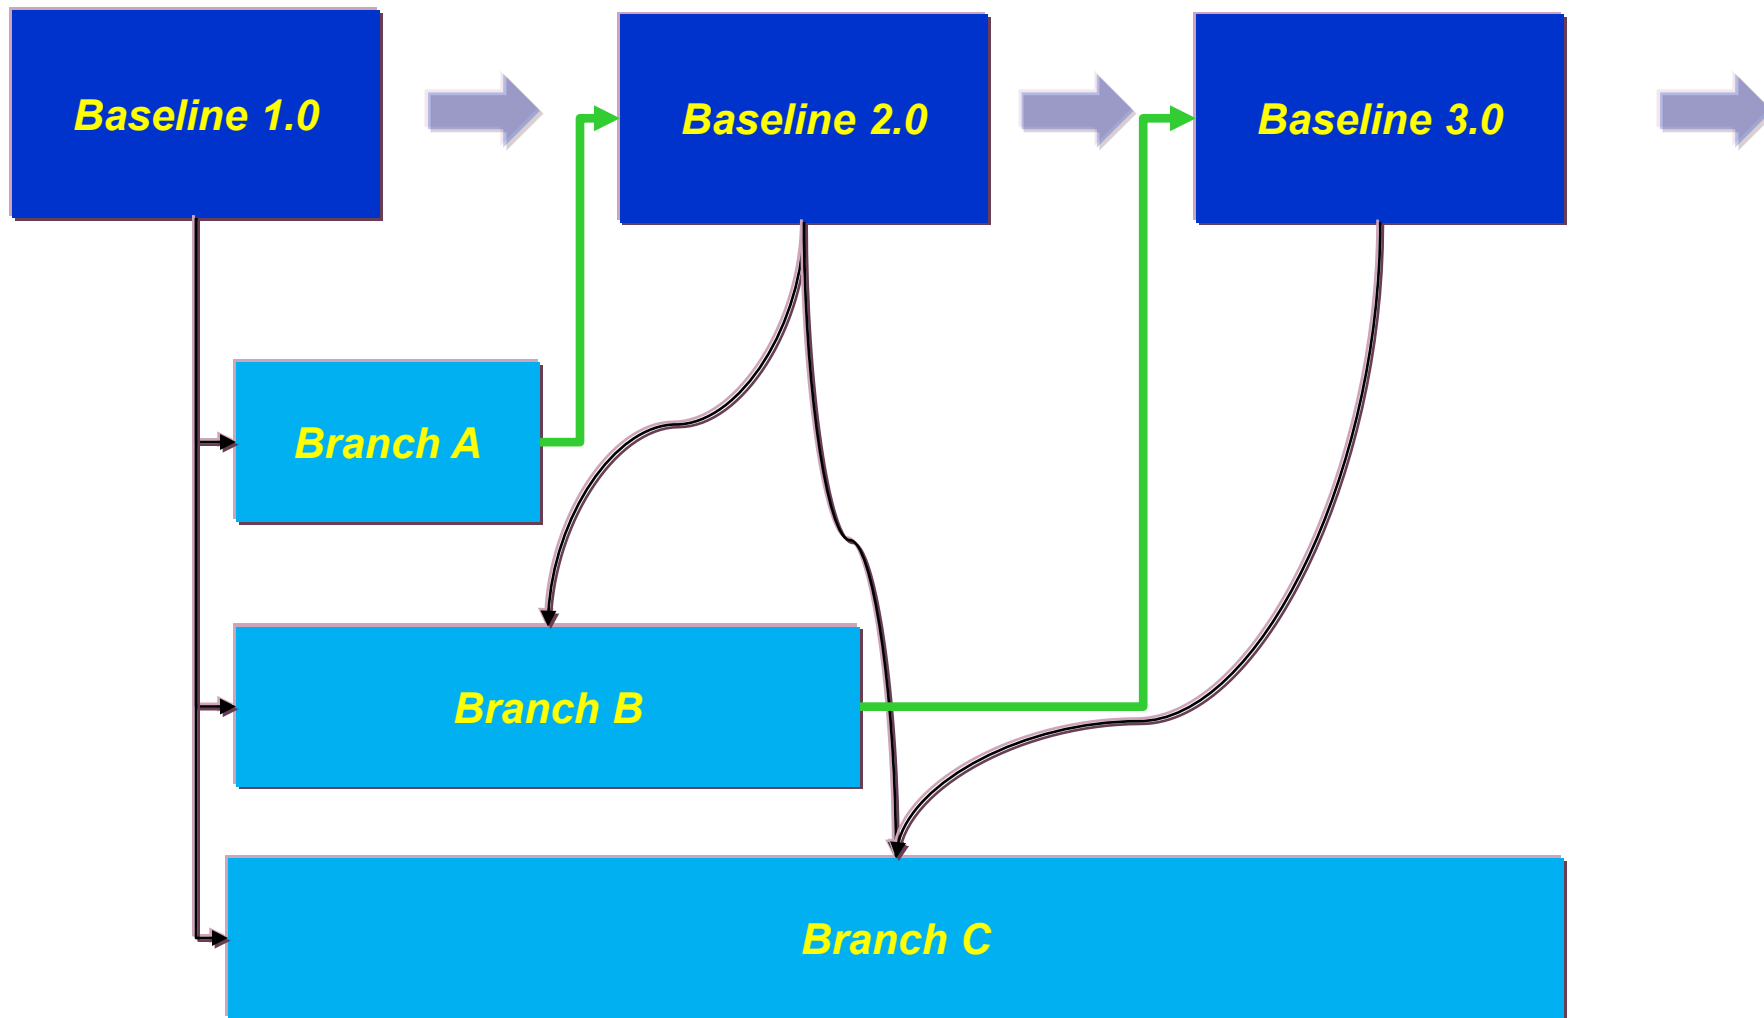 Baseline 1.0
Baseline 2.0
Baseline 3.0
Branch A
Branch B
Branch C